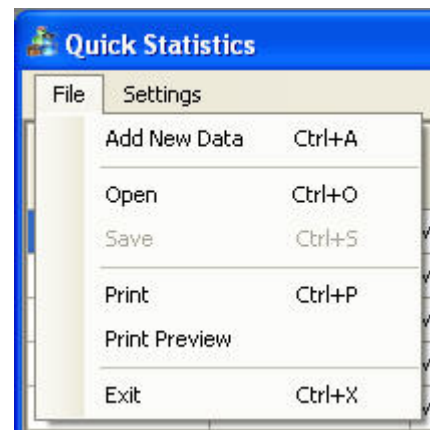 Quick Statistics
File Settings
Add New Data Ctrl+A
Open Ctrl+O
Save Ctrl+S
Print Ctrl+P
Print Preview
Exit Ctrl+X